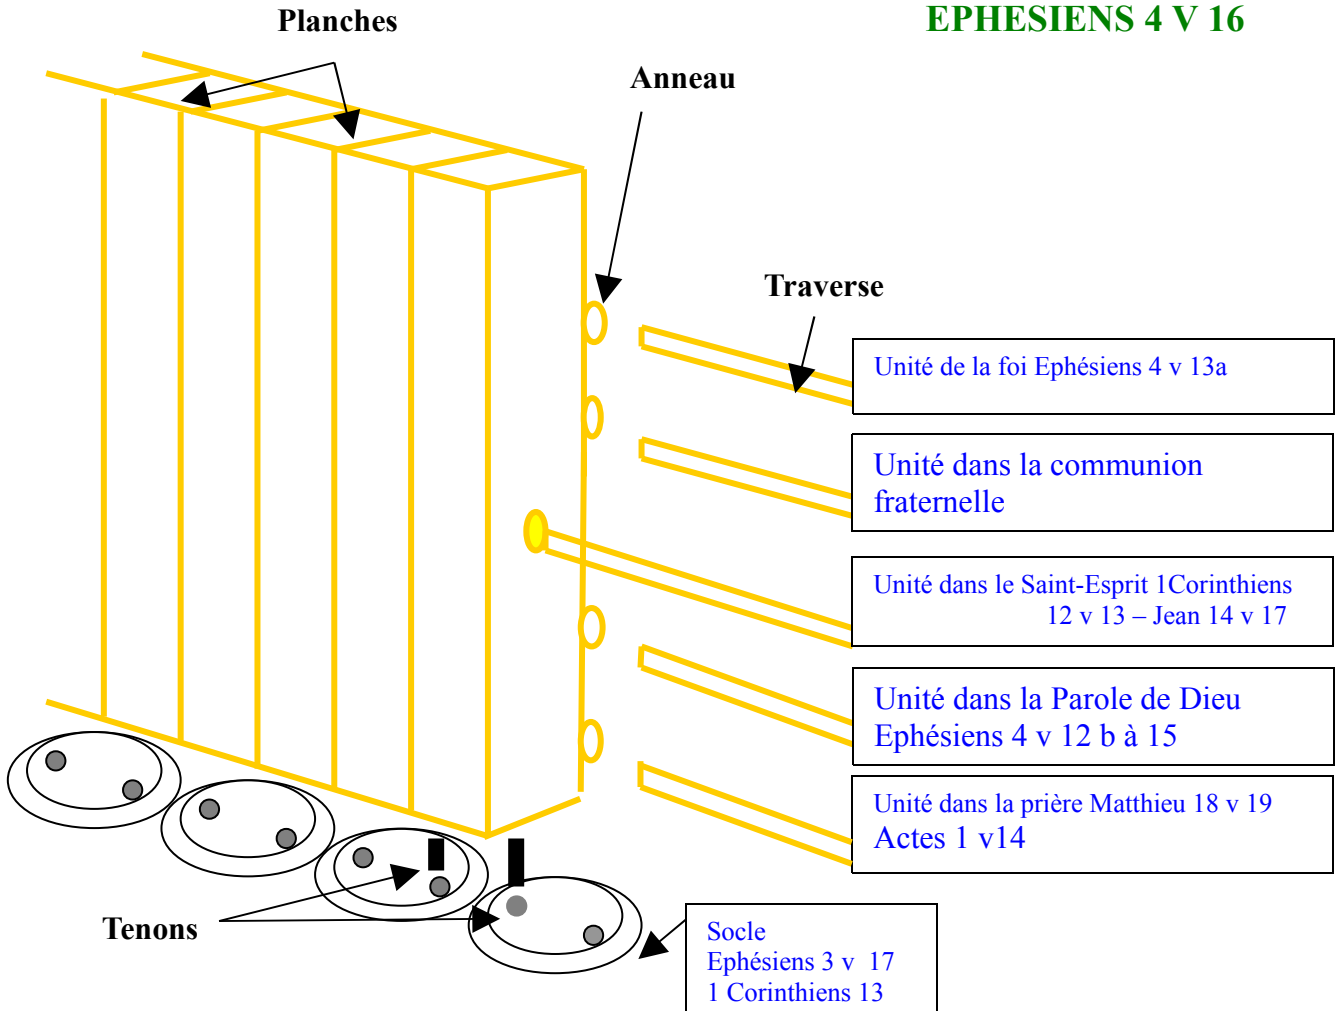 EPHESIENS 4 V 16
Planches
Anneau
Traverse
Unité de la foi Ephésiens 4 v 13a
Unité dans la communion
fraternelle
Unité dans le Saint-Esprit 1Corinthiens
12 v 13 – Jean 14 v 17
Unité dans la Parole de Dieu
Ephésiens 4 v 12 b à 15
Unité dans la prière Matthieu 18 v 19
Actes 1 v14
Tenons
Socle
Ephésiens 3 v 17
1 Corinthiens 13